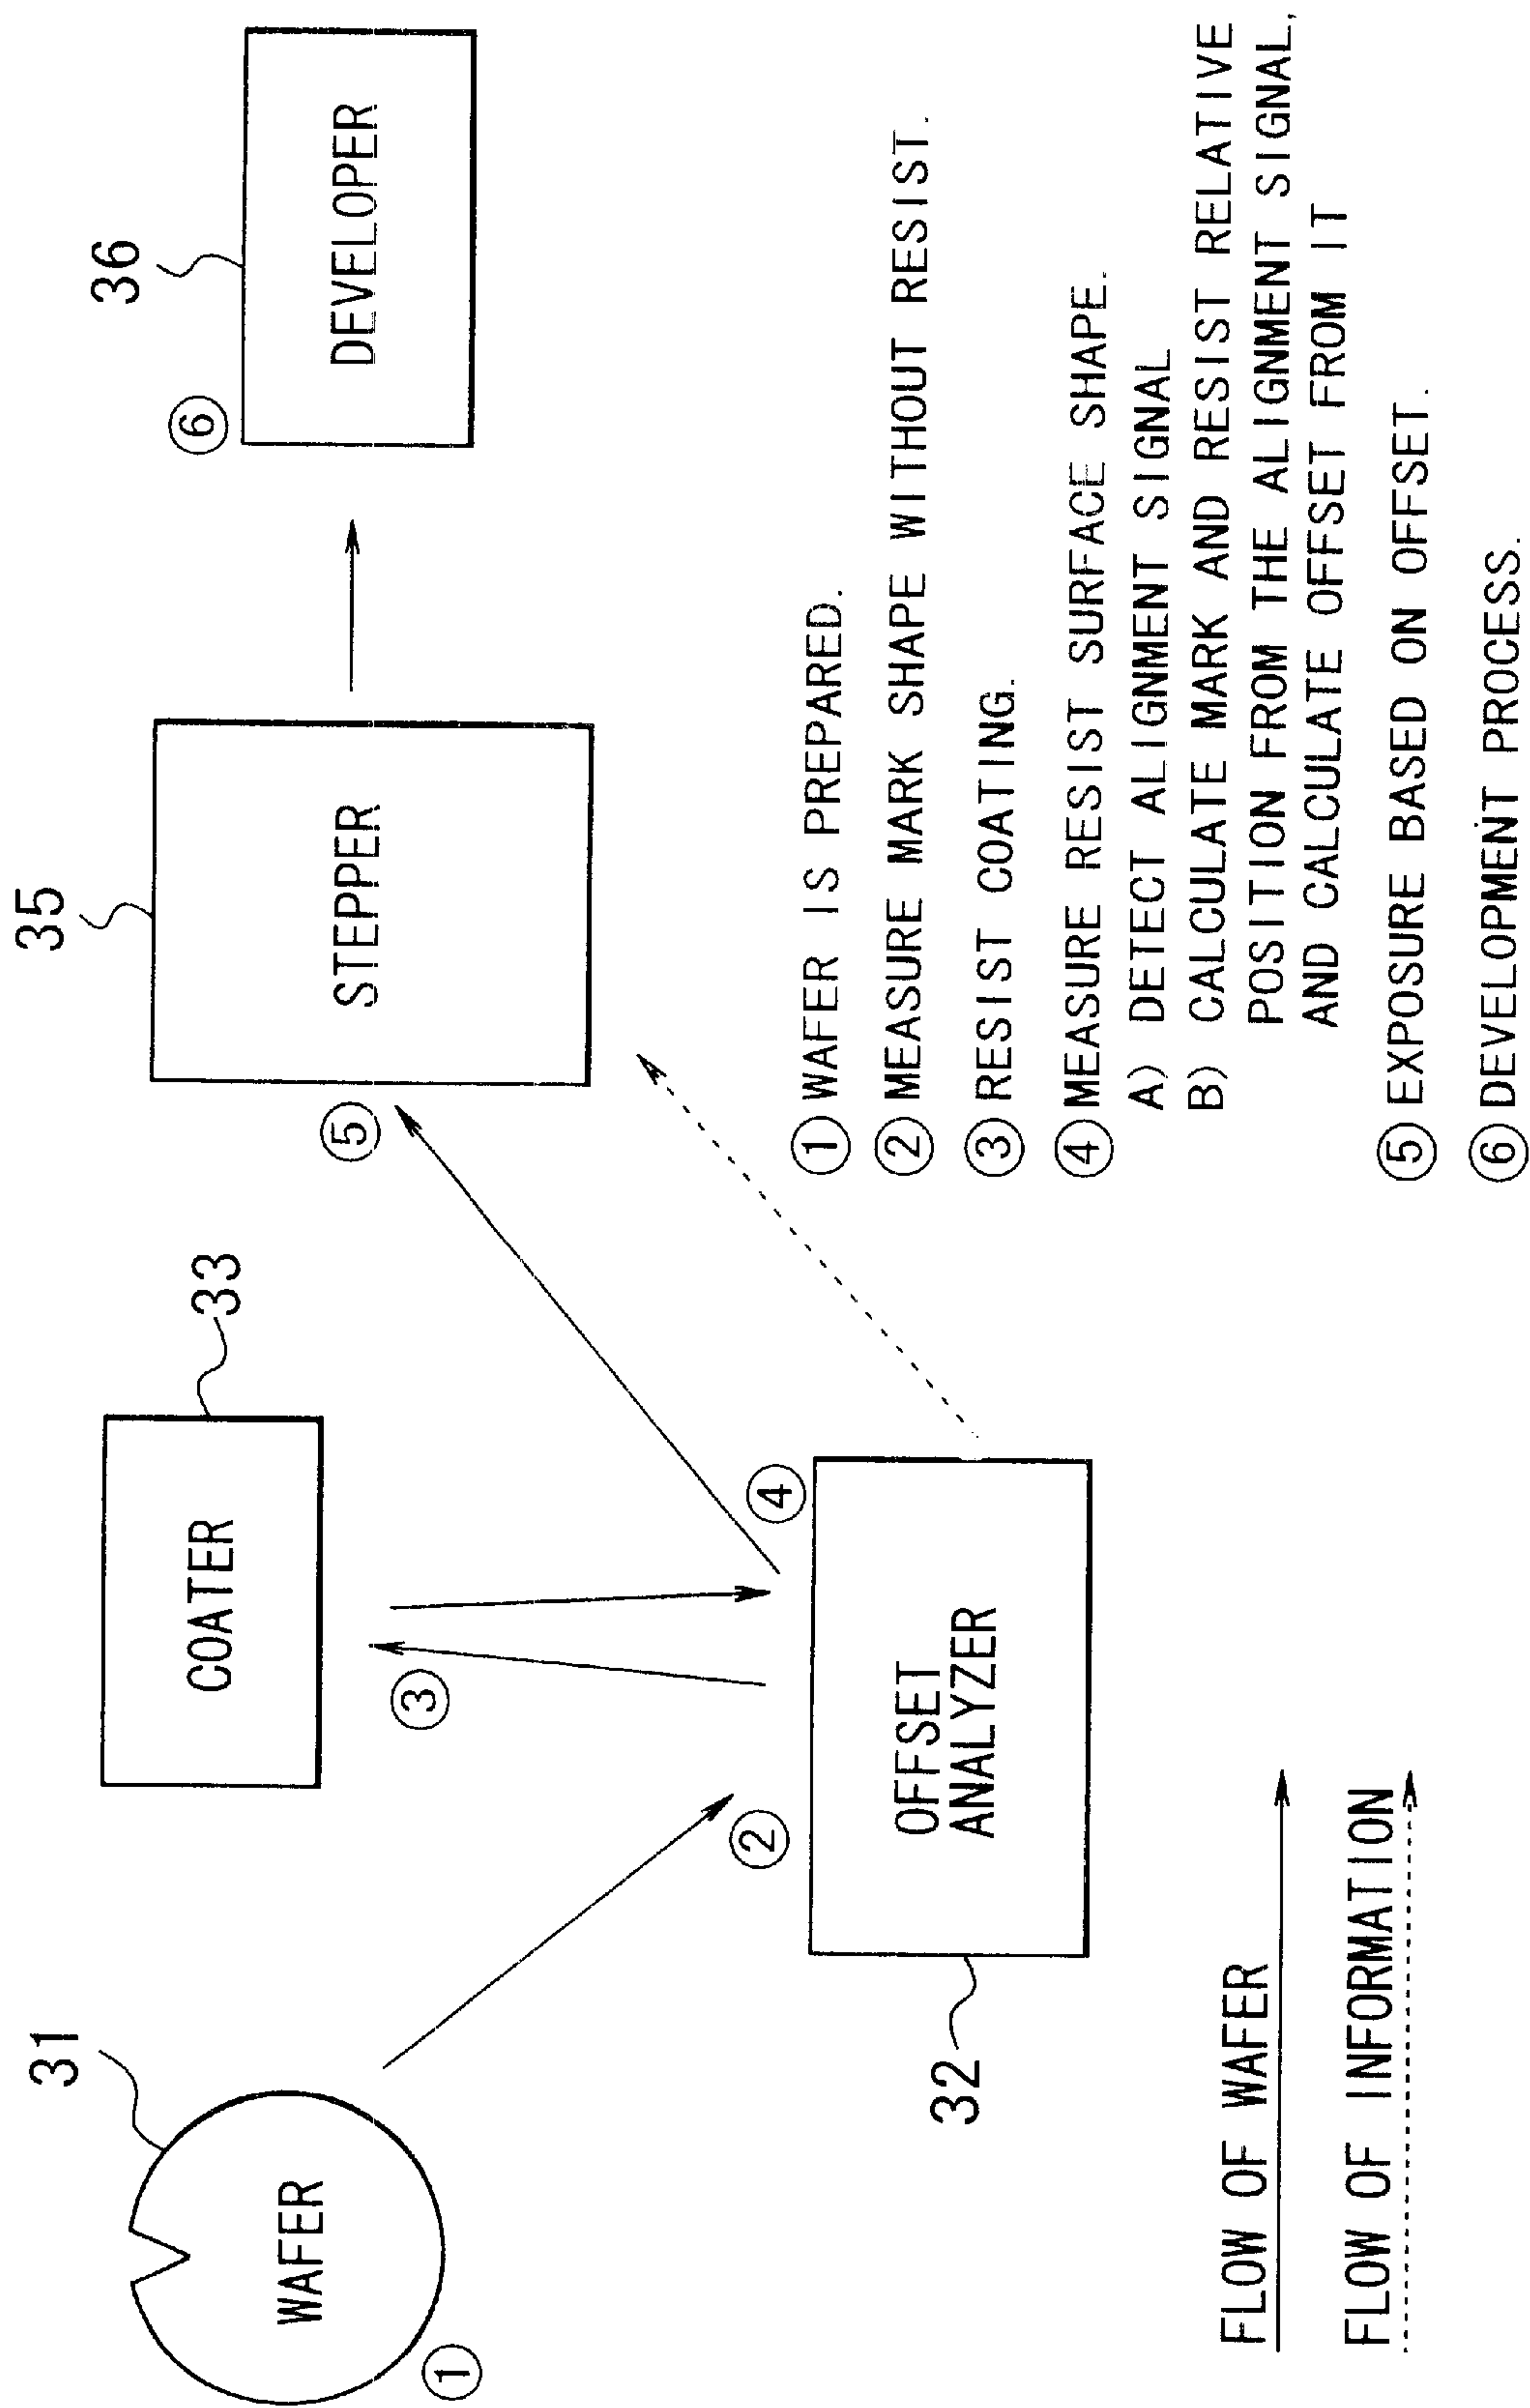 31
WAFER
①
COATER
33
③
②
④
OFFSET
ANALYZER
32
35
STEPPER
⑤
36
DEVELOPER
⑥
FLOW OF WAFER
FLOW OF INFORMATION
① WAFER IS PREPARED.
② MEASURE MARK SHAPE WITHOUT RESIST.
③ RESIST COATING.
④ MEASURE RESIST SURFACE SHAPE.
A) DETECT ALIGNMENT SIGNAL
B) CALCULATE MARK AND RESIST RELATIVE
POSITION FROM THE ALIGNMENT SIGNAL,
AND CALCULATE OFFSET FROM IT
⑤ EXPOSURE BASED ON OFFSET.
⑥ DEVELOPMENT PROCESS.